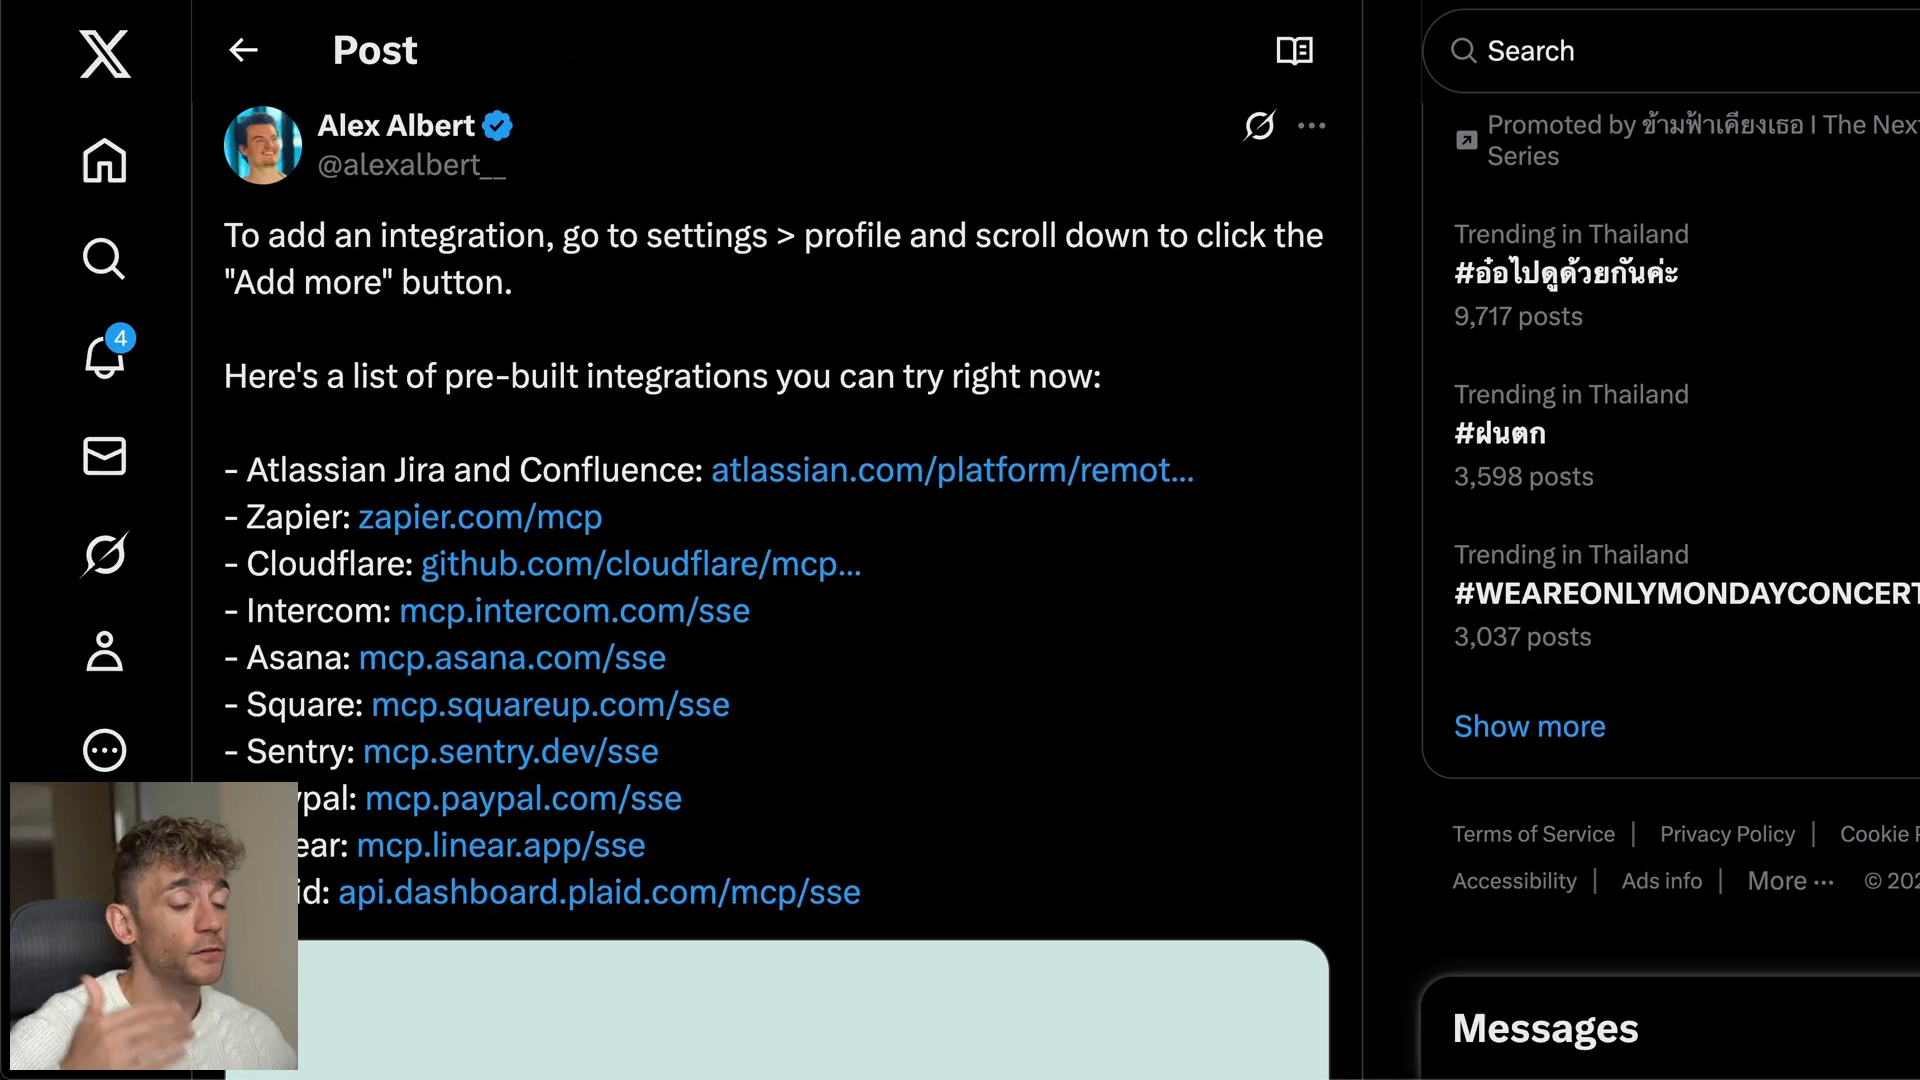 Post
Alex Albert
@alexalbert__
To add an integration, go to settings > profile and scroll down to click the
"Add more" button.
Here's a list of pre-built integrations you can try right now:
- Atlassian Jira and Confluence: atlassian.com/platform/remot...
- Zapier: zapier.com/mcp
- Cloudflare: github.com/cloudflare/mcp...
- Intercom: mcp.intercom.com/sse
- Asana: mcp.asana.com/sse
- Square: mcp.squareup.com/sse
- Sentry: mcp.sentry.dev/sse
ypal: mcp.paypal.com/sse
ear: mcp.linear.app/sse
id: api.dashboard.plaid.com/mcp/sse
4
Search
Promoted by ข้ามฟ้าเคียงเธอ I The Nex
Series
Trending in Thailand
#อ๋อไปดูด้วยกันค่ะ
9,717 posts
Trending in Thailand
#ฝนตก
3,598 posts
Trending in Thailand
#WEAREONLYMONDAYCONCERT
3,037 posts
Show more
Terms of Service | Privacy Policy | Cookie
Accessibility | Ads info | More ... © 202
Messages